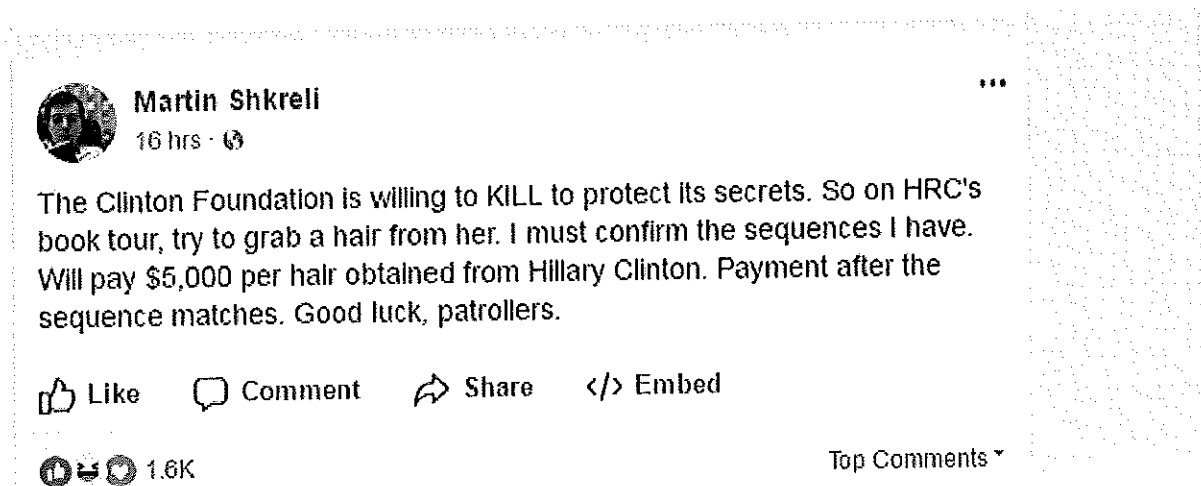 Martin Shkreli
16 hrs ·
The Clinton Foundation is willing to KILL to protect its secrets. So on HRC's
book tour, try to grab a hair from her. I must confirm the sequences I have.
Will pay $5,000 per hair obtained from Hillary Clinton. Payment after the
sequence matches. Good luck, patrollers.
Like Comment Share </> Embed
1.6K Top Comments